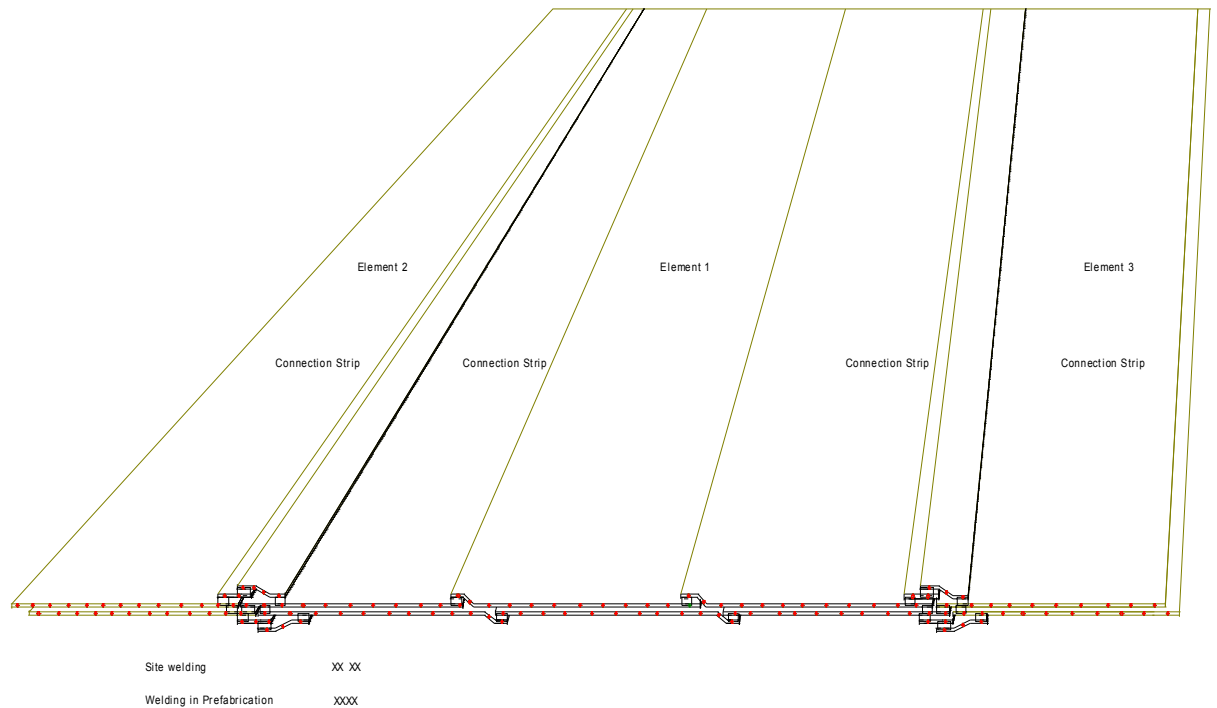 Element 2
Element 1
Element 3
Connection Strip
Connection Strip
Connection Strip
Connection Strip
Site welding XX XX
Welding in Prefabrication XXXX